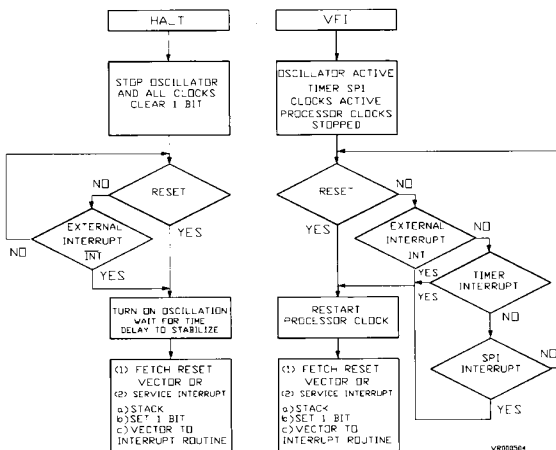 HALT
STOP OSCILLATOR
AND ALL CLOCKS
CLEAR 1 BIT
RESET
NO
YES
EXTERNAL
INTERRUPT
INT
NO
YES
TURN ON OSCILLATION
WAIT FOR TIME
DELAY TO STABILIZE
(1) FETCH RESET
VECTOR OR
(2) SERVICE INTERRUPT
a)STACK
b)SET 1 BIT
c)VECTOR TO
INTERRUPT ROUTINE
VFI
OSCILLATOR ACTIVE
TIMER SPI
CLOCKS ACTIVE
PROCESSOR CLOCKS
STOPPED
RESET
NO
YES
EXTERNAL
INTERRUPT
INT
NO
YES
TIMER
INTERRUPT
YES
NO
SPI
INTERRUPT
NO
YES
RESTART
PROCESSOR CLOCK
(1) FETCH RESET
VECTOR OR
(2) SERVICE INTERRUPT
a)STACK
b)SET 1 BIT
c)VECTOR TO
INTERRUPT ROUTINE
VR000504